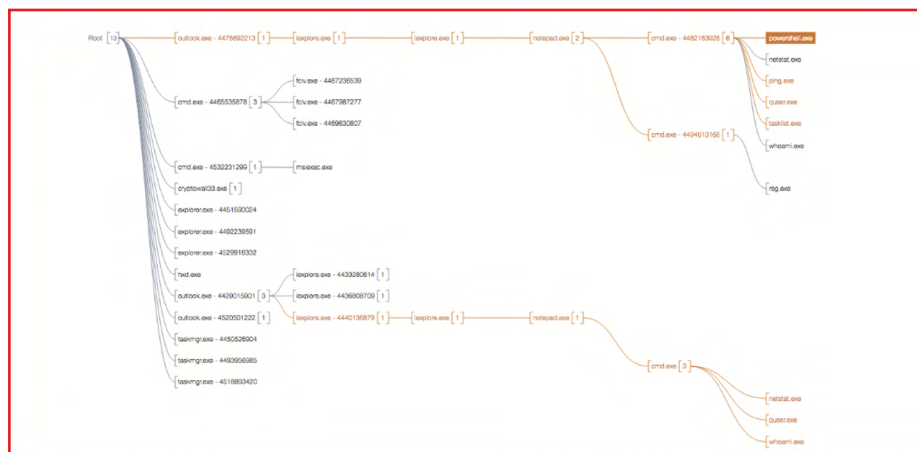 Root [13]
outlook.exe - 4475692213 [1]
iexplore.exe [1]
iexplore.exe [1]
notepad.exe [2]
cmd.exe - 4482183928 [6]
powershell.exe
netstat.exe
ping.exe
quser.exe
tasklist.exe
whoami.exe
cmd.exe - 4494613166 [1]
reg.exe
cmd.exe - 4465535878 [3]
fciv.exe - 4467236539
fciv.exe - 4467987277
fciv.exe - 4469630807
cmd.exe - 4532231299 [1]
msiexec.exe
cryptowall33.exe [1]
explorer.exe - 4451590024
explorer.exe - 4492239591
explorer.exe - 4529916332
hxd.exe
outlook.exe - 4429015901 [3]
iexplore.exe - 4433280614 [1]
iexplore.exe - 4436808709 [1]
iexplore.exe - 4440136879 [1]
iexplore.exe [1]
notepad.exe [1]
cmd.exe [3]
netstat.exe
quser.exe
whoami.exe
outlook.exe - 4520501222 [1]
taskmgr.exe - 4450526904
taskmgr.exe - 4493956985
taskmgr.exe - 4518893420